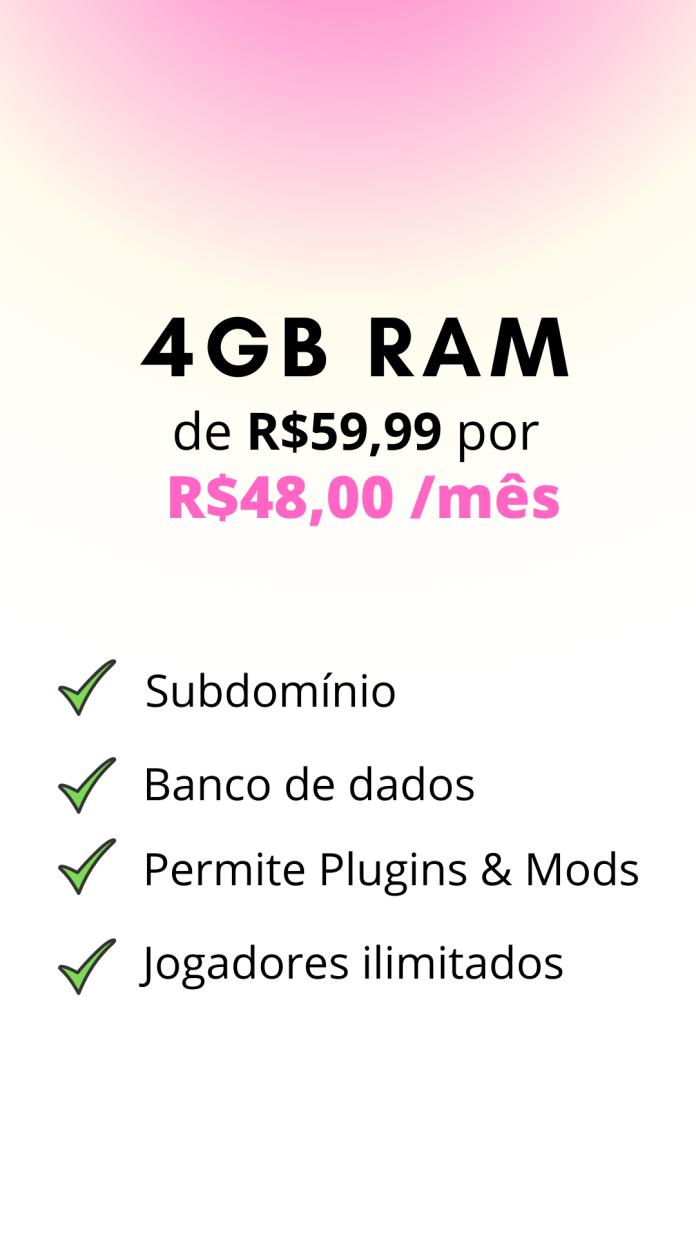 4GB RAM
de R$59,99 por
R$48,00 /mês
Subdomínio
Banco de dados
Permite Plugins & Mods
Jogadores ilimitados